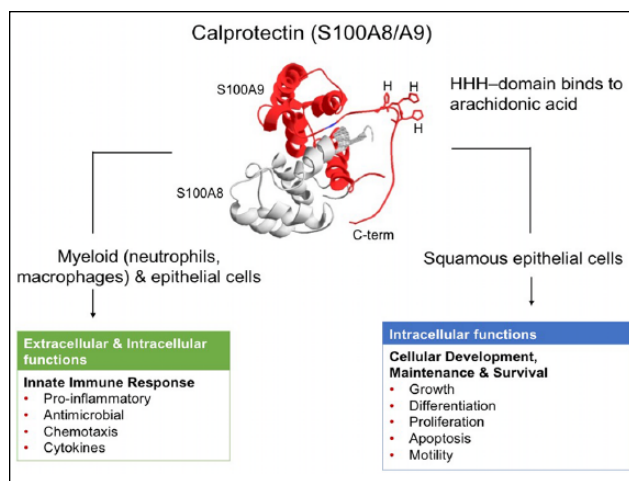 Calprotectin (S100A8/A9)
S100A9
H
H
H
HHH–domain binds to
arachidonic acid
S100A8
C-term
Myeloid (neutrophils,
macrophages) & epithelial cells
Squamous epithelial cells
Extracellular & Intracellular
functions
Innate Immune Response
• Pro-inflammatory
• Antimicrobial
• Chemotaxis
• Cytokines
Intracellular functions
Cellular Development,
Maintenance & Survival
• Growth
• Differentiation
• Proliferation
• Apoptosis
• Motility